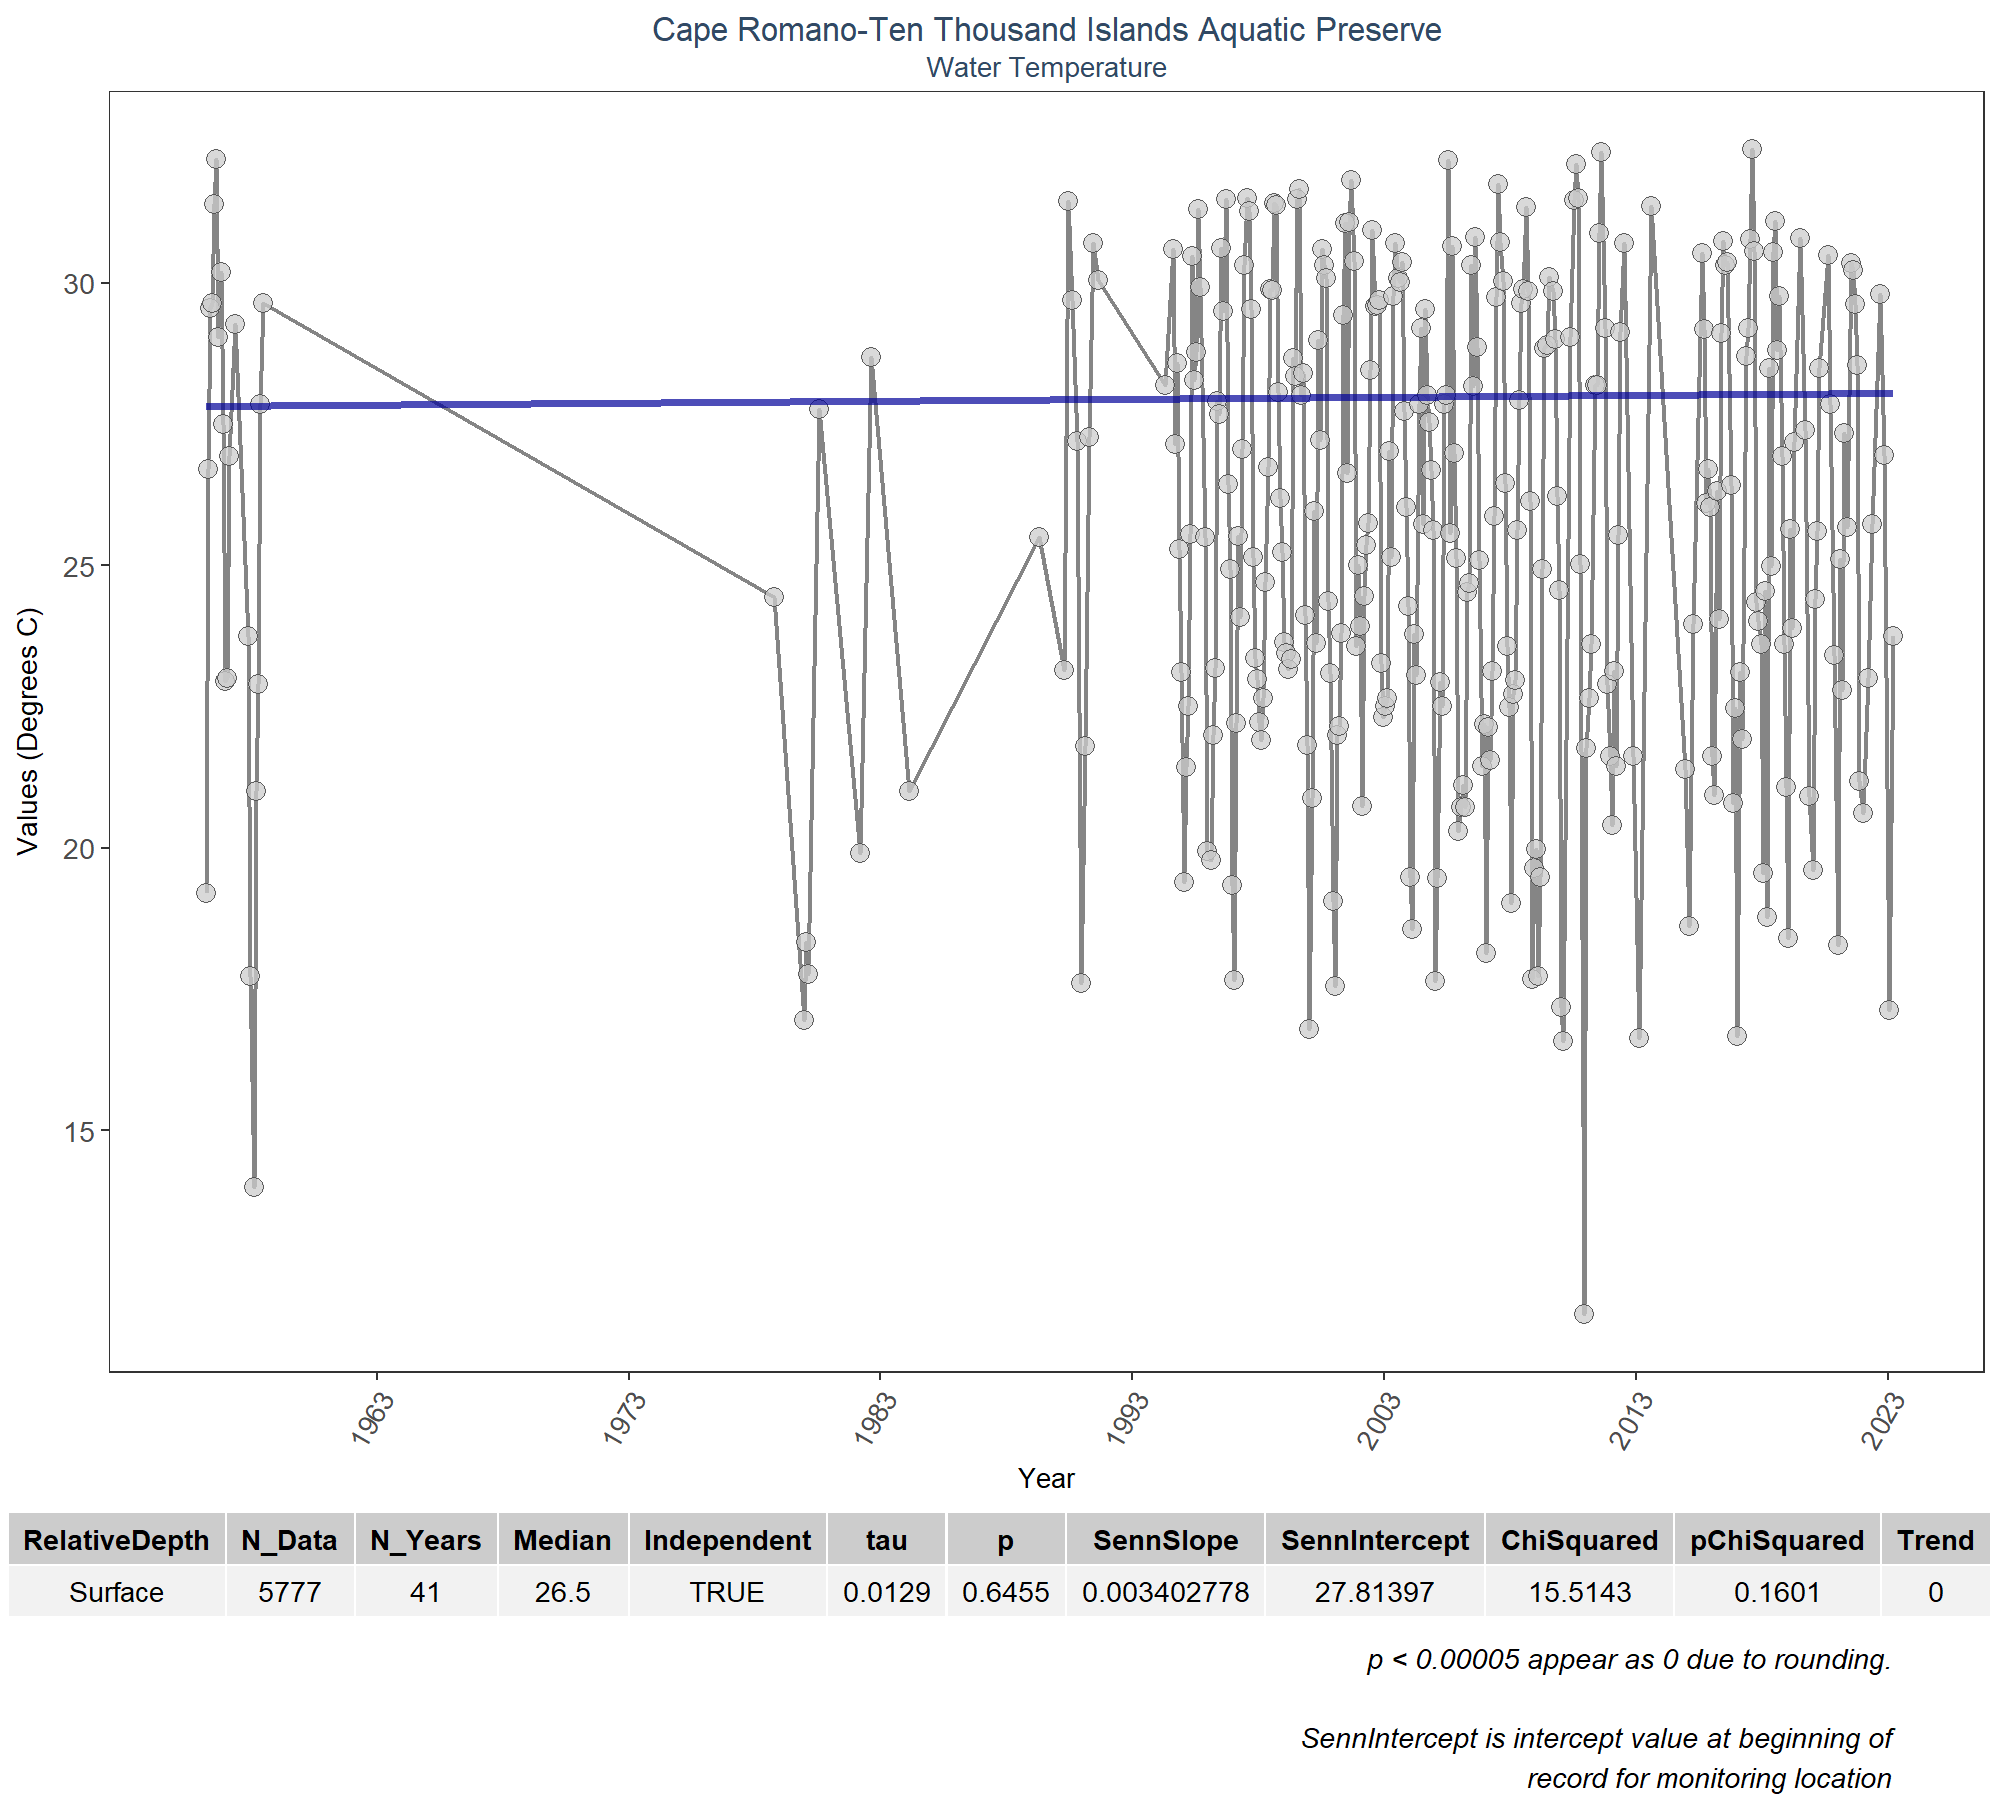 Cape Romano-Ten Thousand Islands Aquatic Preserve
Water Temperature
Values (Degrees C)
30
25
20
15
1963
1973
1983
1993
2003
2013
2023
Year
RelativeDepth N_Data N_Years Median Independent tau p SennSlope SennIntercept ChiSquared pChiSquared Trend
Surface 5777 41 26.5 TRUE 0.0129 0.6455 0.003402778 27.81397 15.5143 0.1601 0
p < 0.00005 appear as 0 due to rounding.
SennIntercept is intercept value at beginning of
record for monitoring location